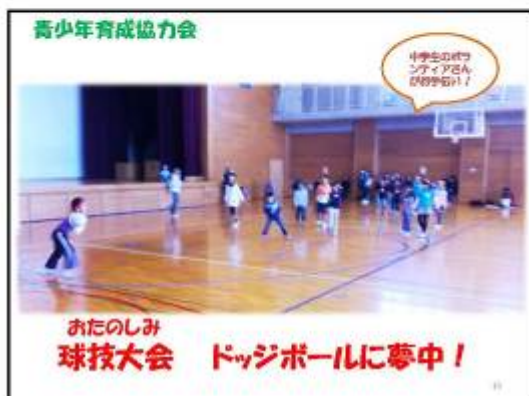 青少年育成協力会
中学生のボラ
ンティアさん
がお手伝い！
おたのしみ
球技大会 ドッジボールに夢中！